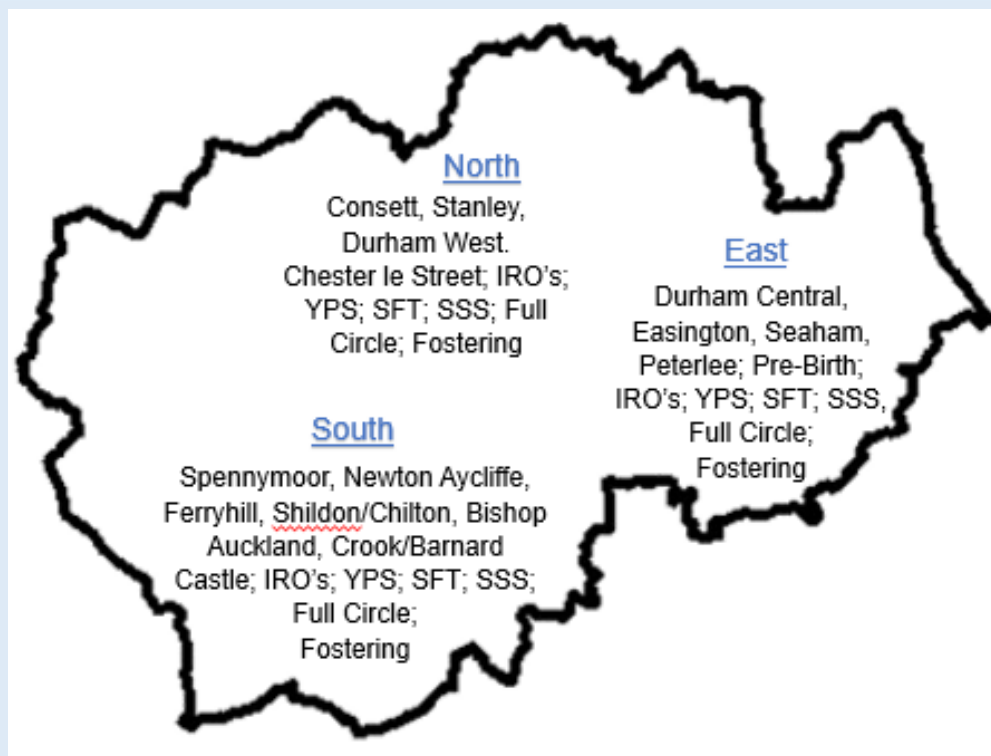 North
Consett, Stanley,
Durham West.
Chester le Street; IRO's;
YPS; SFT; SSS; Full
Circle; Fostering
East
Durham Central,
Easington, Seaham,
Peterlee; Pre-Birth;
IRO's; YPS; SFT; SSS,
Full Circle;
Fostering
South
Spennymoor, Newton Aycliffe,
Ferryhill, Shildon/Chilton, Bishop
Auckland, Crook/Barnard
Castle; IRO's; YPS; SFT; SSS;
Full Circle;
Fostering